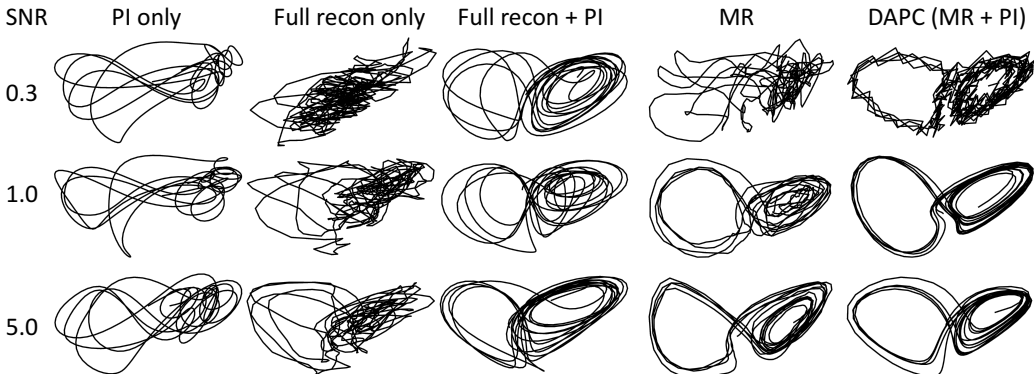 SNR PI only Full recon only Full recon + PI MR DAPC (MR + PI)
0.3
1.0
5.0